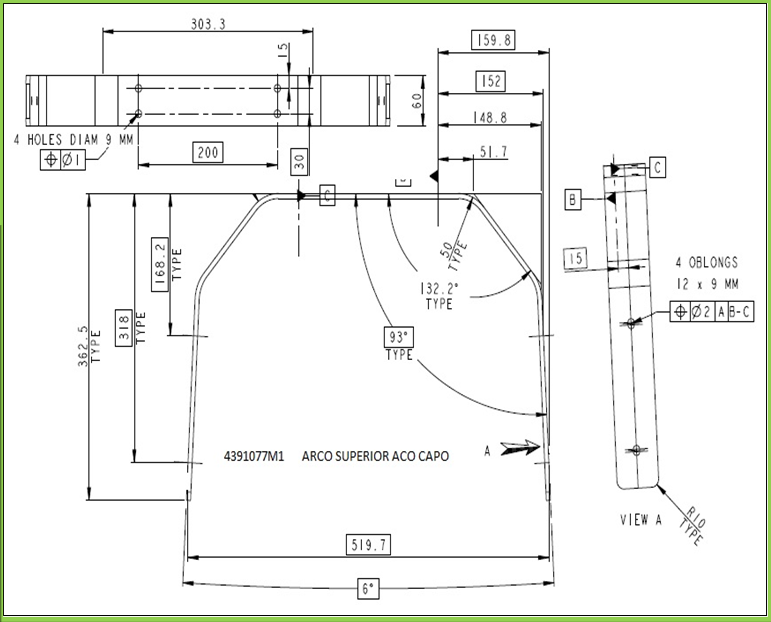 303.3
159.8
15
152
60
148.8
4 HOLES DIAM 9 MM
⌖ Ø1
200
30
51.7
C
C
B
168.2
TYPE
50
TYPE
15
4 OBLONGS
12 x 9 MM
132.2°
TYPE
⌖ Ø2 A B-C
318
TYPE
362.5
TYPE
93°
TYPE
4391077M1 ARCO SUPERIOR ACO CAPO
A
VIEW A
R10
TYPE
519.7
6°